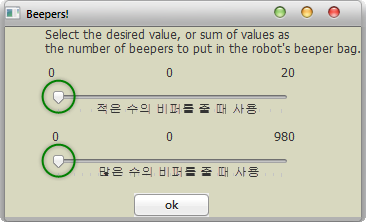 Beepers!
Select the desired value, or sum of values as
the number of beepers to put in the robot's beeper bag.
0 0 20
적은 수의 비퍼를 줄 때 사용
0 0 980
많은 수의 비퍼를 줄 때 사용
ok